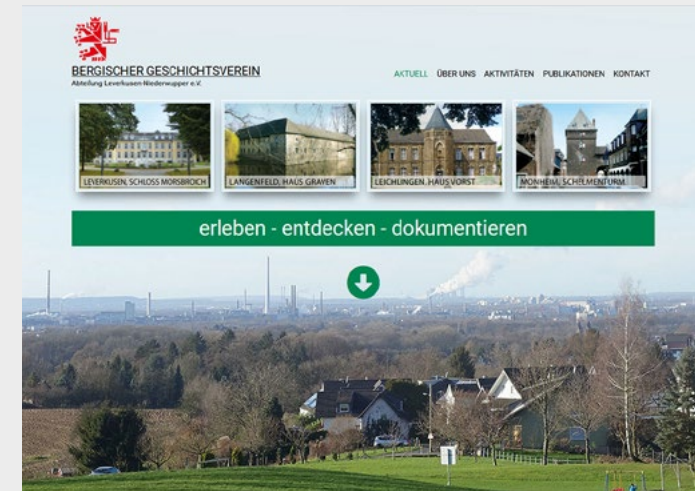 BERGISCHER GESCHICHTSVEREIN
Abteilung Leverkusen-Niederwupper e.V.
AKTUELL ÜBER UNS AKTIVITÄTEN PUBLIKATIONEN KONTAKT
LEVERKUSEN, SCHLOSS MORSBROICH
LANGENFELD, HAUS GRAVEN
LEICHLINGEN, HAUS VORST
MONHEIM, SCHELMENTURM
erleben - entdecken - dokumentieren